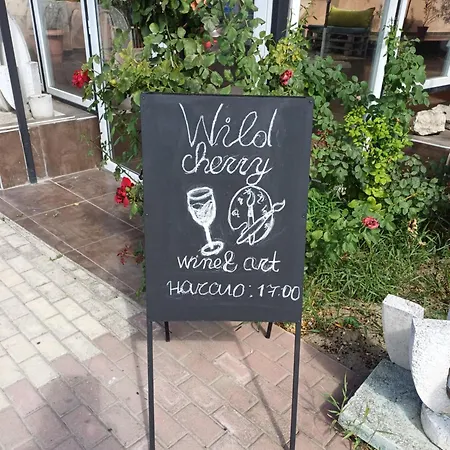 Wild
cherry
wine & art
Начало: 17.00